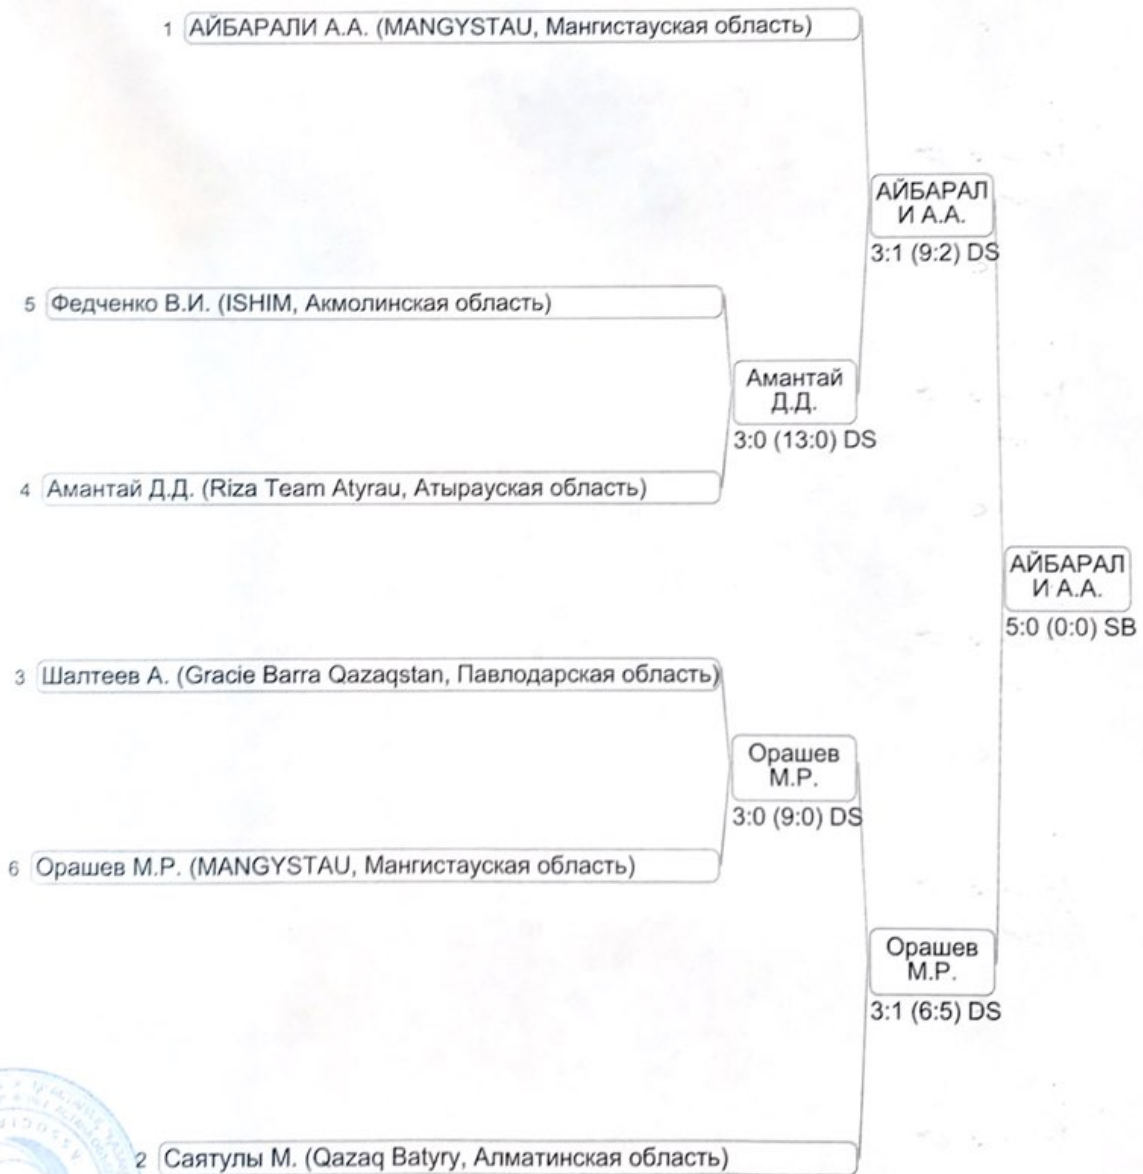 1 АЙБАРАЛИ А.А. (MANGYSTAU, Мангистауская область)
АЙБАРАЛ
И А.А.
3:1 (9:2) DS
5 Федченко В.И. (ISHIM, Акмолинская область)
Амантай
Д.Д.
3:0 (13:0) DS
4 Амантай Д.Д. (Riza Team Atyrau, Атырауская область)
АЙБАРАЛ
И А.А.
5:0 (0:0) SB
3 Шалтеев А. (Gracie Barra Qazaqstan, Павлодарская область)
Орашев
М.Р.
3:0 (9:0) DS
6 Орашев М.Р. (MANGYSTAU, Мангистауская область)
Орашев
М.Р.
3:1 (6:5) DS
2 Саятулы М. (Qazaq Batyry, Алматинская область)